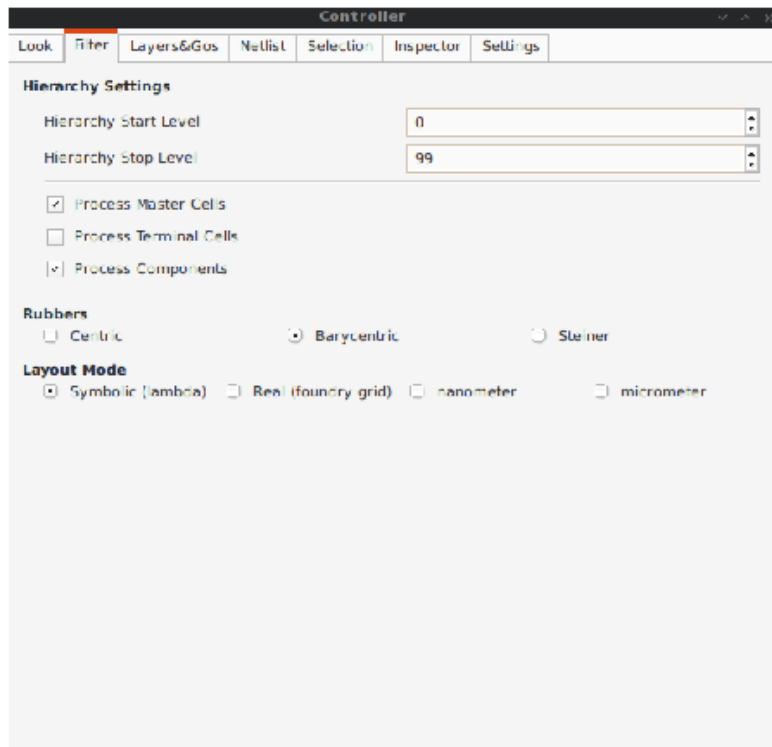 Controller
Look Filter Layers&Gos Netlist Selection Inspector Settings
Hierarchy Settings
Hierarchy Start Level 0
Hierarchy Stop Level 99
Process Master Cells
Process Terminal Cells
Process Components
Rubbers
Centric Barycentric Steiner
Layout Mode
Symbolic (lambda) Real (foundry grid) nanometer micrometer